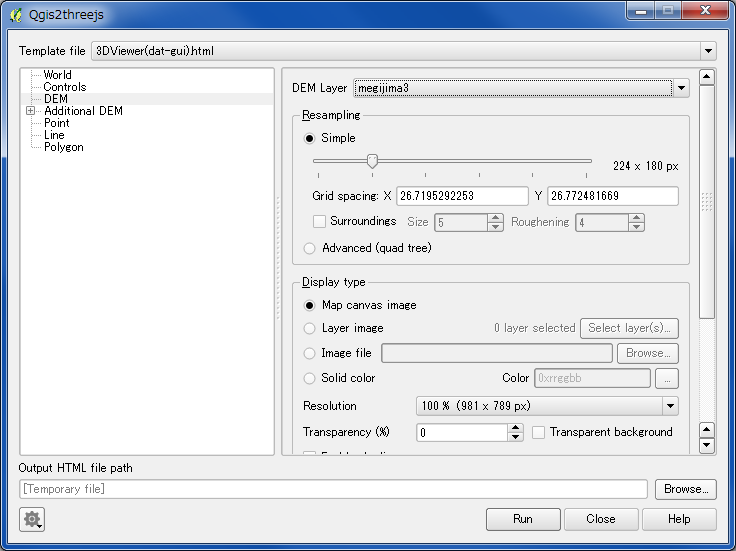 Qgis2threejs
Template file 3DViewer(dat-gui).html
World
Controls
DEM
Additional DEM
Point
Line
Polygon
DEM Layer megijima3
Resampling
Simple
224 x 180 px
Grid spacing: X 26.7195292253 Y 26.772481669
Surroundings Size 5 Roughening 4
Advanced (quad tree)
Display type
Map canvas image
Layer image 0 layer selected Select layer(s)...
Image file Browse...
Solid color Color 0xrrggbb ...
Resolution 100 % (981 x 789 px)
Transparency (%) 0 Transparent background
Output HTML file path
[Temporary file] Browse...
Run Close Help